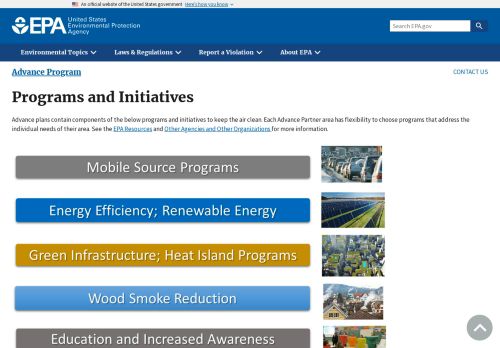 An official website of the United States government Here's how you know
EPA United States
Environmental Protection
Agency
Search EPA.gov
Environmental Topics Laws & Regulations Report a Violation About EPA
Advance Program CONTACT US
Programs and Initiatives
Advance plans contain components of the below programs and initiatives to keep the air clean. Each Advance Partner area has flexibility to choose programs that address the
individual needs of their area. See the EPA Resources and Other Agencies and Other Organizations for more information.
Mobile Source Programs
Energy Efficiency; Renewable Energy
Green Infrastructure; Heat Island Programs
Wood Smoke Reduction
Education and Increased Awareness